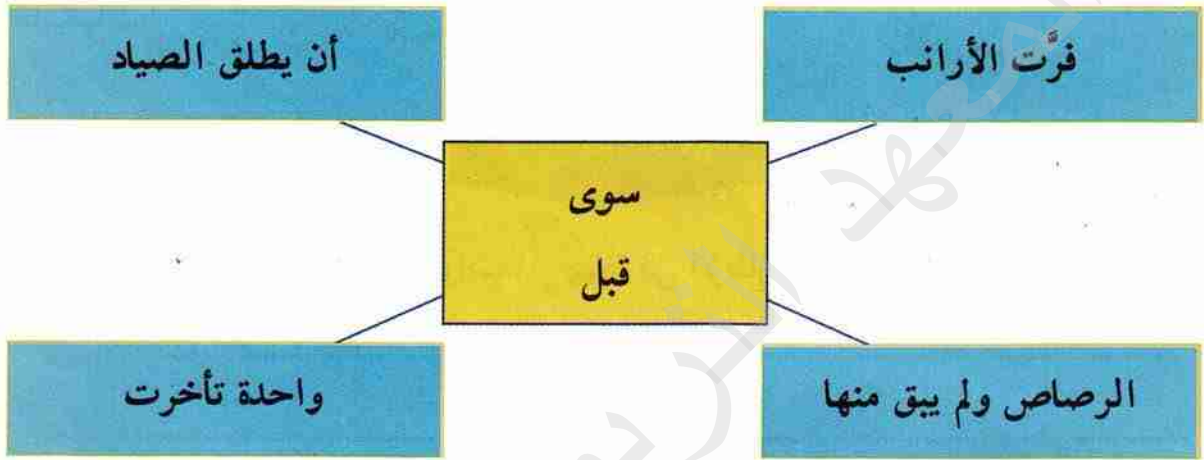 فرَّت الأرانب
أن يطلق الصياد
سوى
قبل
الرصاص ولم يبق منها
واحدة تأخرت